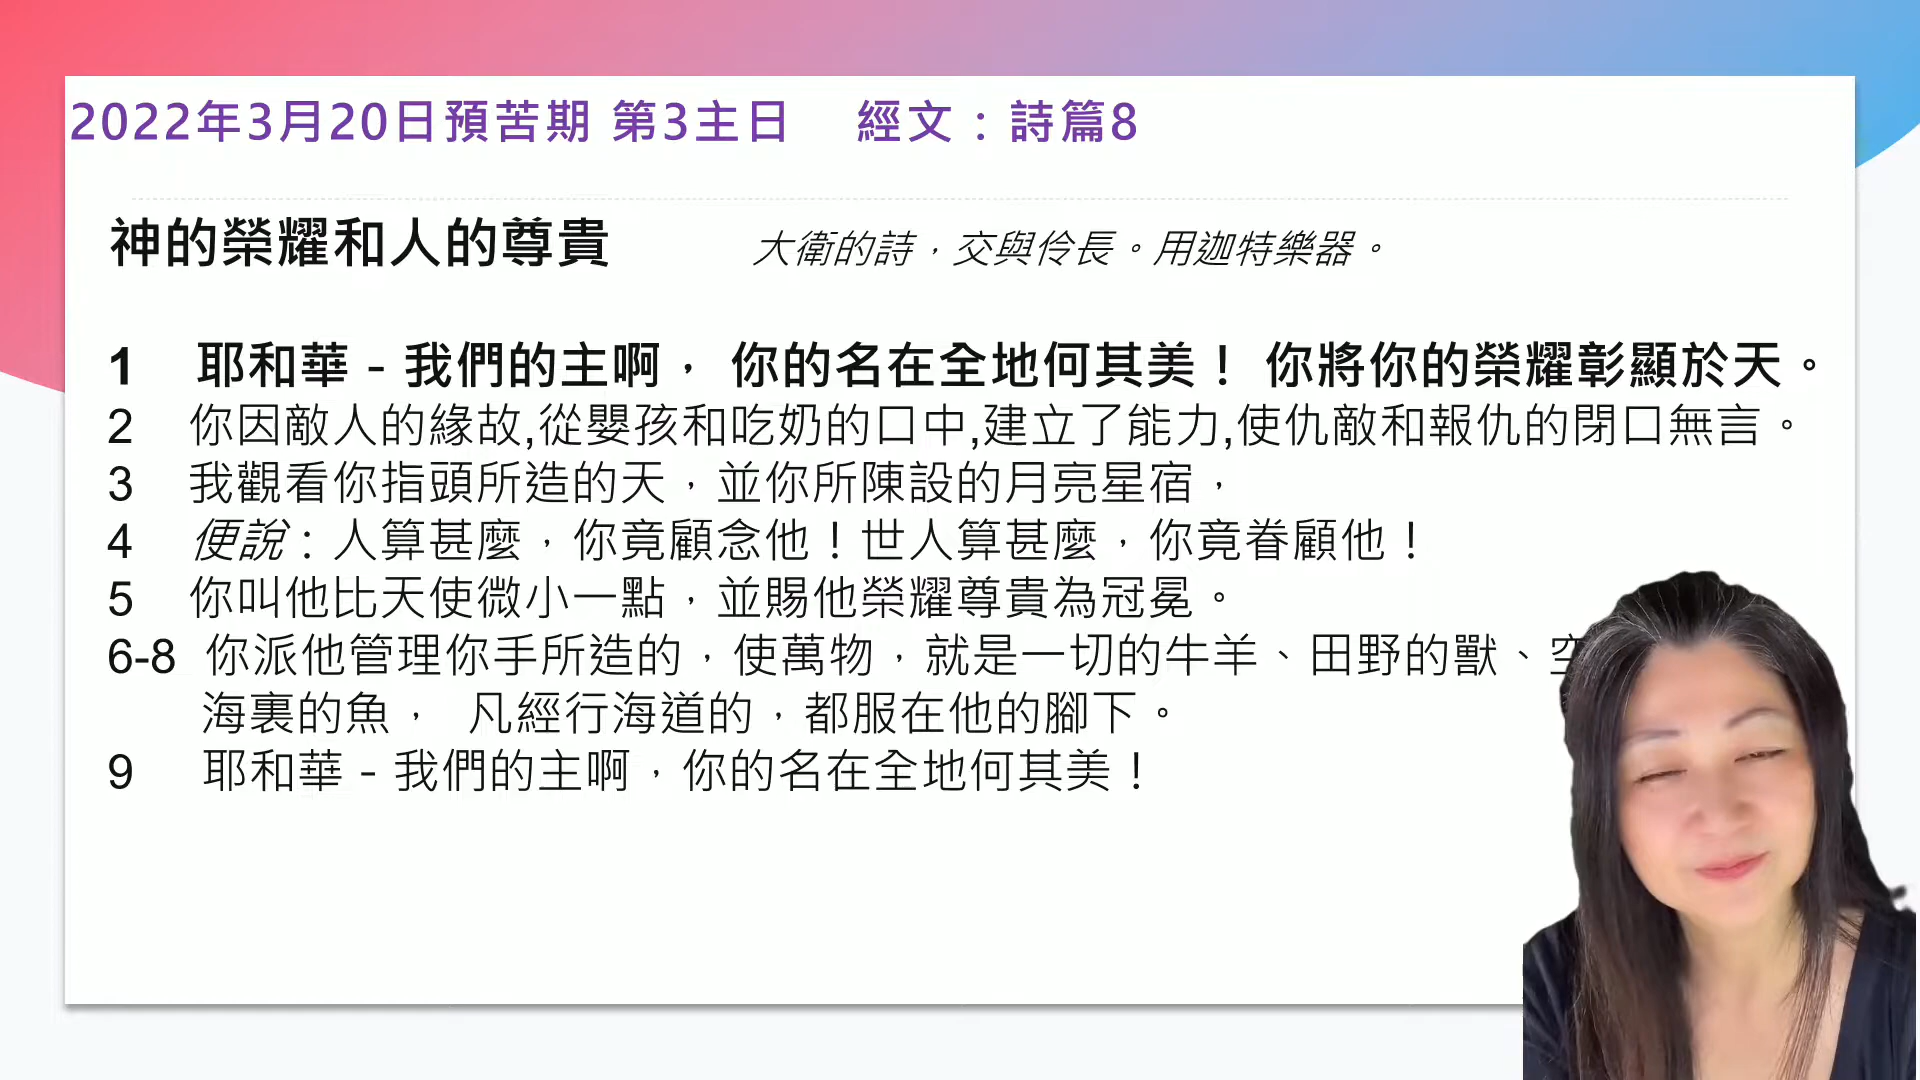 2022年3月20日預苦期 第3主日 經文：詩篇8
神的榮耀和人的尊貴 大衛的詩，交與伶長。用迦特樂器。
1 耶和華－我們的主啊， 你的名在全地何其美！ 你將你的榮耀彰顯於天。
2 你因敵人的緣故,從嬰孩和吃奶的口中,建立了能力,使仇敵和報仇的閉口無言。
3 我觀看你指頭所造的天，並你所陳設的月亮星宿，
4 便說：人算甚麼，你竟顧念他！世人算甚麼，你竟眷顧他！
5 你叫他比天使微小一點，並賜他榮耀尊貴為冠冕。
6-8 你派他管理你手所造的，使萬物，就是一切的牛羊、田野的獸、
海裏的魚， 凡經行海道的，都服在他的腳下。
9 耶和華－我們的主啊，你的名在全地何其美！